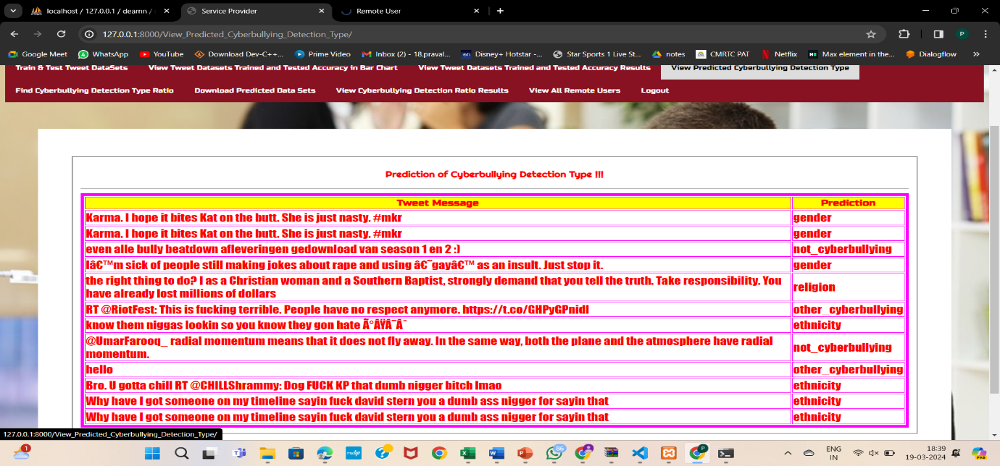 localhost / 127.0.0.1 / dearnn /
Service Provider
Remote User
127.0.0.1:8000/View_Predicted_Cyberbullying_Detection_Type/
P
Google Meet
WhatsApp
YouTube
Download Dev-C++...
Prime Video
Inbox (2) - 18.praval...
Disney+ Hotstar -...
Star Sports 1 Live St...
notes
CMRTC PAT
Netflix
Max element in the...
Dialogflow
Train & Test Tweet DataSets
View Tweet Datasets Trained and Tested Accuracy in Bar Chart
View Tweet Datasets Trained and Tested Accuracy Results
View Predicted Cyberbullying Detection Type
Find Cyberbullying Detection Type Ratio
Download Predicted Data Sets
View Cyberbullying Detection Ratio Results
View All Remote Users
Logout
Prediction of Cyberbullying Detection Type !!!
Tweet Message Prediction
Karma. I hope it bites Kat on the butt. She is just nasty. #mkr gender
Karma. I hope it bites Kat on the butt. She is just nasty. #mkr gender
even alle bully beatdown afleveringen gedownload van season 1 en 2 :) not_cyberbullying
Iâ€™m sick of people still making jokes about rape and using â€˜gayâ€™ as an insult. Just stop it. gender
the right thing to do? I as a Christian woman and a Southern Baptist, strongly demand that you tell the truth. Take responsibility. You
have already lost millions of dollars
religion
RT @RiotFest: This is fucking terrible. People have no respect anymore. https://t.co/GHPyGPnidI other_cyberbullying
know them niggas lookin so you know they gon hate Ã°ÂŸÂ˜Âˆ ethnicity
@UmarFarooq_ radial momentum means that it does not fly away. In the same way, both the plane and the atmosphere have radial
momentum.
not_cyberbullying
hello other_cyberbullying
Bro. U gotta chill RT @CHILLShrammy: Dog FUCK KP that dumb nigger bitch lmao ethnicity
Why have I got someone on my timeline sayin fuck david stern you a dumb ass nigger for sayin that ethnicity
Why have I got someone on my timeline sayin fuck david stern you a dumb ass nigger for sayin that ethnicity
127.0.0.1:8000/View_Predicted_Cyberbullying_Detection_Type/
1
86
ENG
IN
18:39
19-03-2024